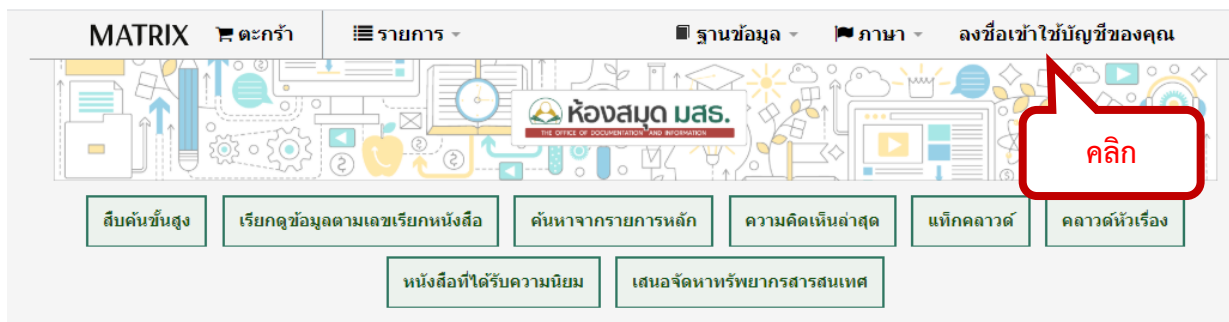 MATRIX ตะกร้า รายการ ฐานข้อมูล ภาษา ลงชื่อเข้าใช้บัญชีของคุณ
ห้องสมุด มสธ.
THE OFFICE OF DOCUMENTATION AND INFORMATION
คลิก
สืบค้นขั้นสูง เรียกดูข้อมูลตามเลขเรียกหนังสือ ค้นหาจากรายการหลัก ความคิดเห็นล่าสุด แท็กคลาวด์ คลาวด์หัวเรื่อง
หนังสือที่ได้รับความนิยม เสนอจัดหาทรัพยากรสารสนเทศ